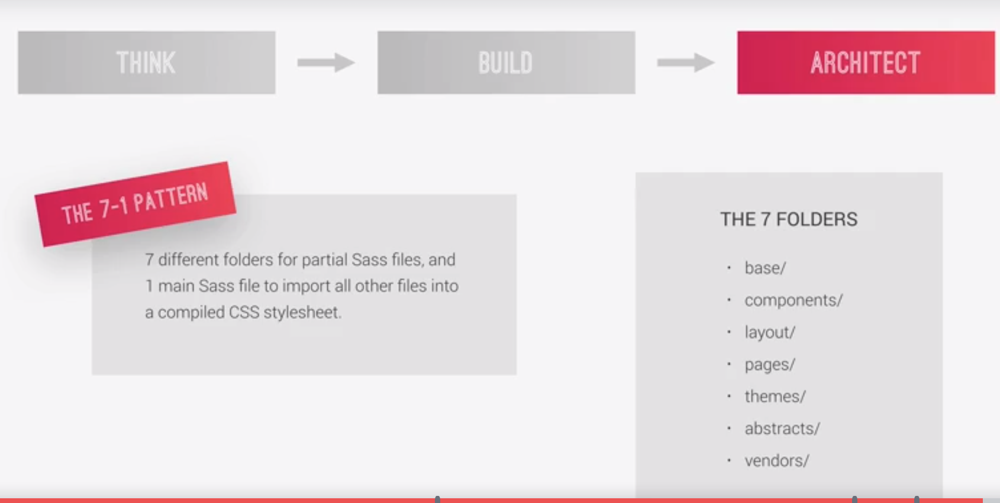 THINK
BUILD
ARCHITECT
THE 7-1 PATTERN
7 different folders for partial Sass files, and
1 main Sass file to import all other files into
a compiled CSS stylesheet.
THE 7 FOLDERS
• base/
• components/
• layout/
• pages/
• themes/
• abstracts/
• vendors/